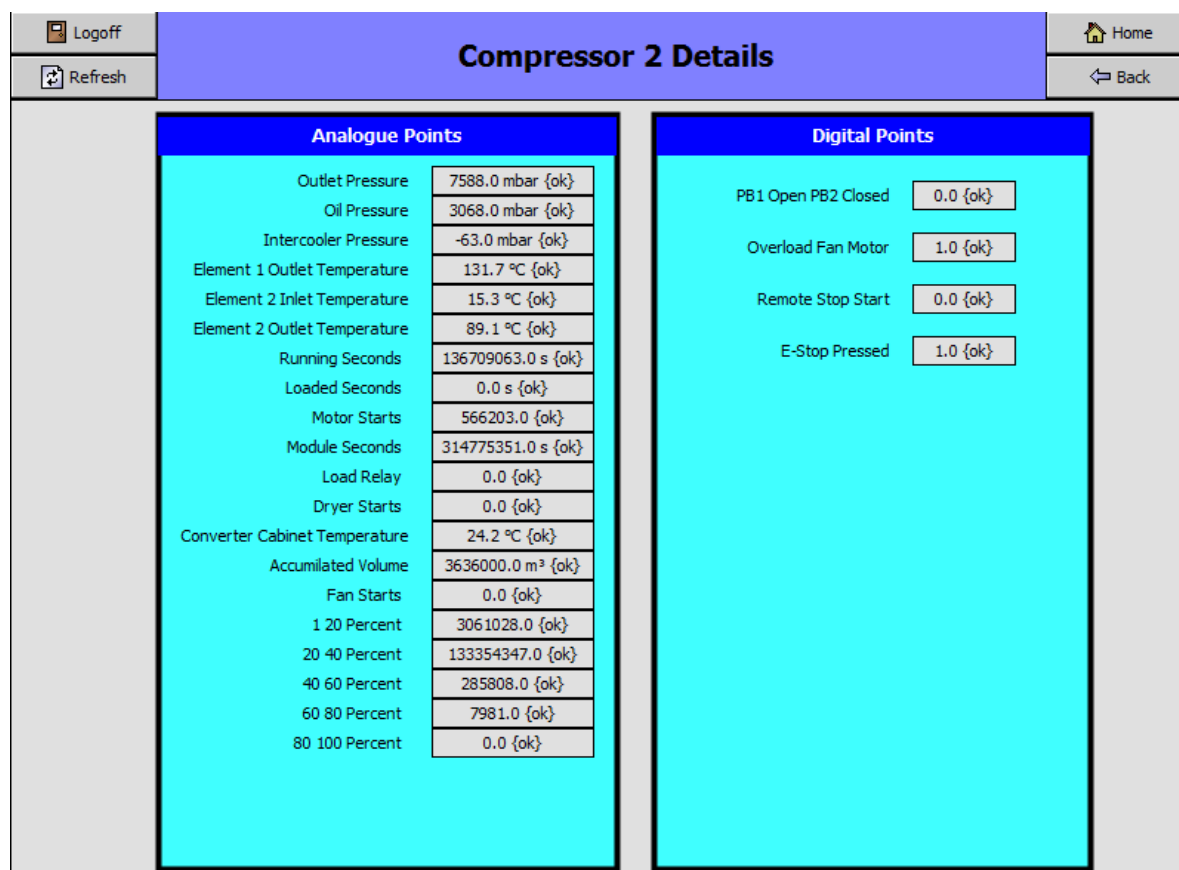 Logoff
Refresh
Compressor 2 Details
Home
Back
Analogue Points
Outlet Pressure 7588.0 mbar {ok}
Oil Pressure 3068.0 mbar {ok}
Intercooler Pressure -63.0 mbar {ok}
Element 1 Outlet Temperature 131.7 ºC {ok}
Element 2 Inlet Temperature 15.3 ºC {ok}
Element 2 Outlet Temperature 89.1 ºC {ok}
Running Seconds 136709063.0 s {ok}
Loaded Seconds 0.0 s {ok}
Motor Starts 566203.0 {ok}
Module Seconds 314775351.0 s {ok}
Load Relay 0.0 {ok}
Dryer Starts 0.0 {ok}
Converter Cabinet Temperature 24.2 ºC {ok}
Accumilated Volume 3636000.0 m³ {ok}
Fan Starts 0.0 {ok}
1 20 Percent 3061028.0 {ok}
20 40 Percent 133354347.0 {ok}
40 60 Percent 285808.0 {ok}
60 80 Percent 7981.0 {ok}
80 100 Percent 0.0 {ok}
Digital Points
PB1 Open PB2 Closed 0.0 {ok}
Overload Fan Motor 1.0 {ok}
Remote Stop Start 0.0 {ok}
E-Stop Pressed 1.0 {ok}